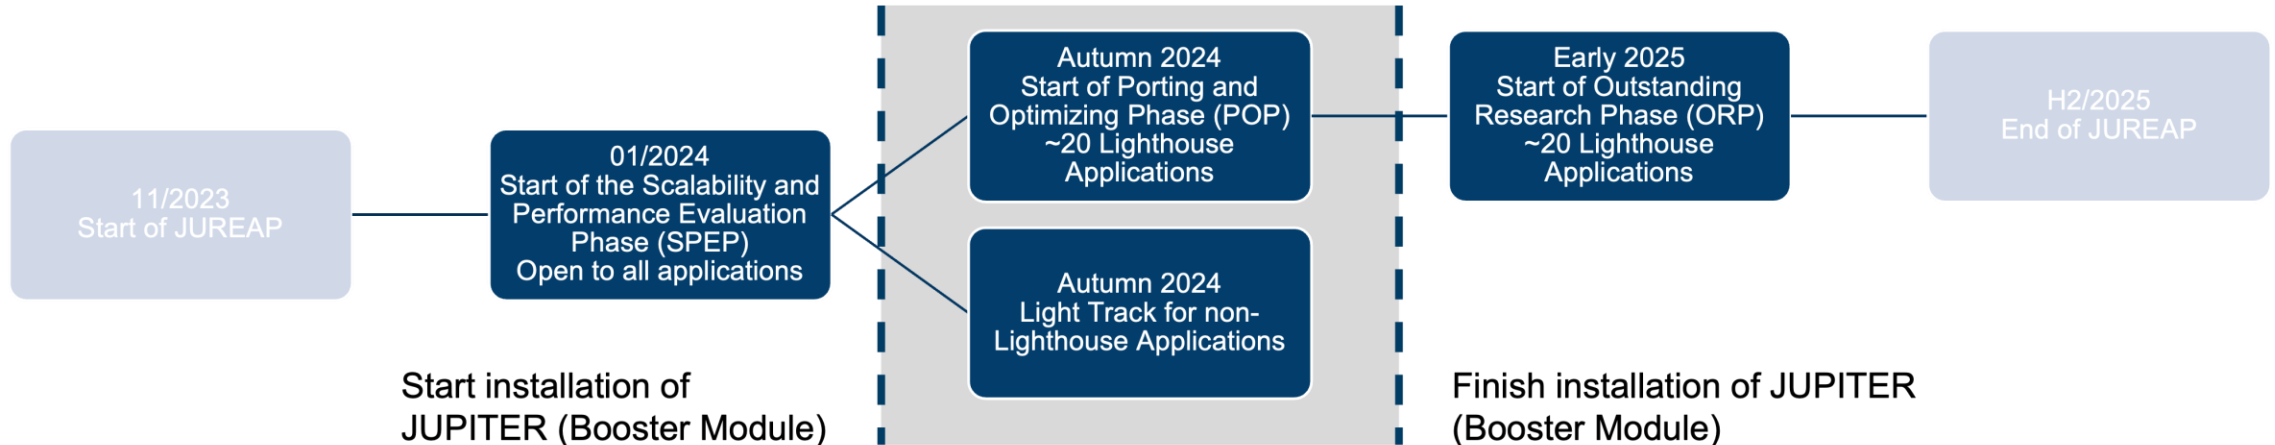 11/2023
Start of JUREAP
01/2024
Start of the Scalability and
Performance Evaluation
Phase (SPEP)
Open to all applications
Autumn 2024
Start of Porting and
Optimizing Phase (POP)
~20 Lighthouse
Applications
Autumn 2024
Light Track for non-
Lighthouse Applications
Early 2025
Start of Outstanding
Research Phase (ORP)
~20 Lighthouse
Applications
H2/2025
End of JUREAP
Start installation of
JUPITER (Booster Module)
Finish installation of JUPITER
(Booster Module)